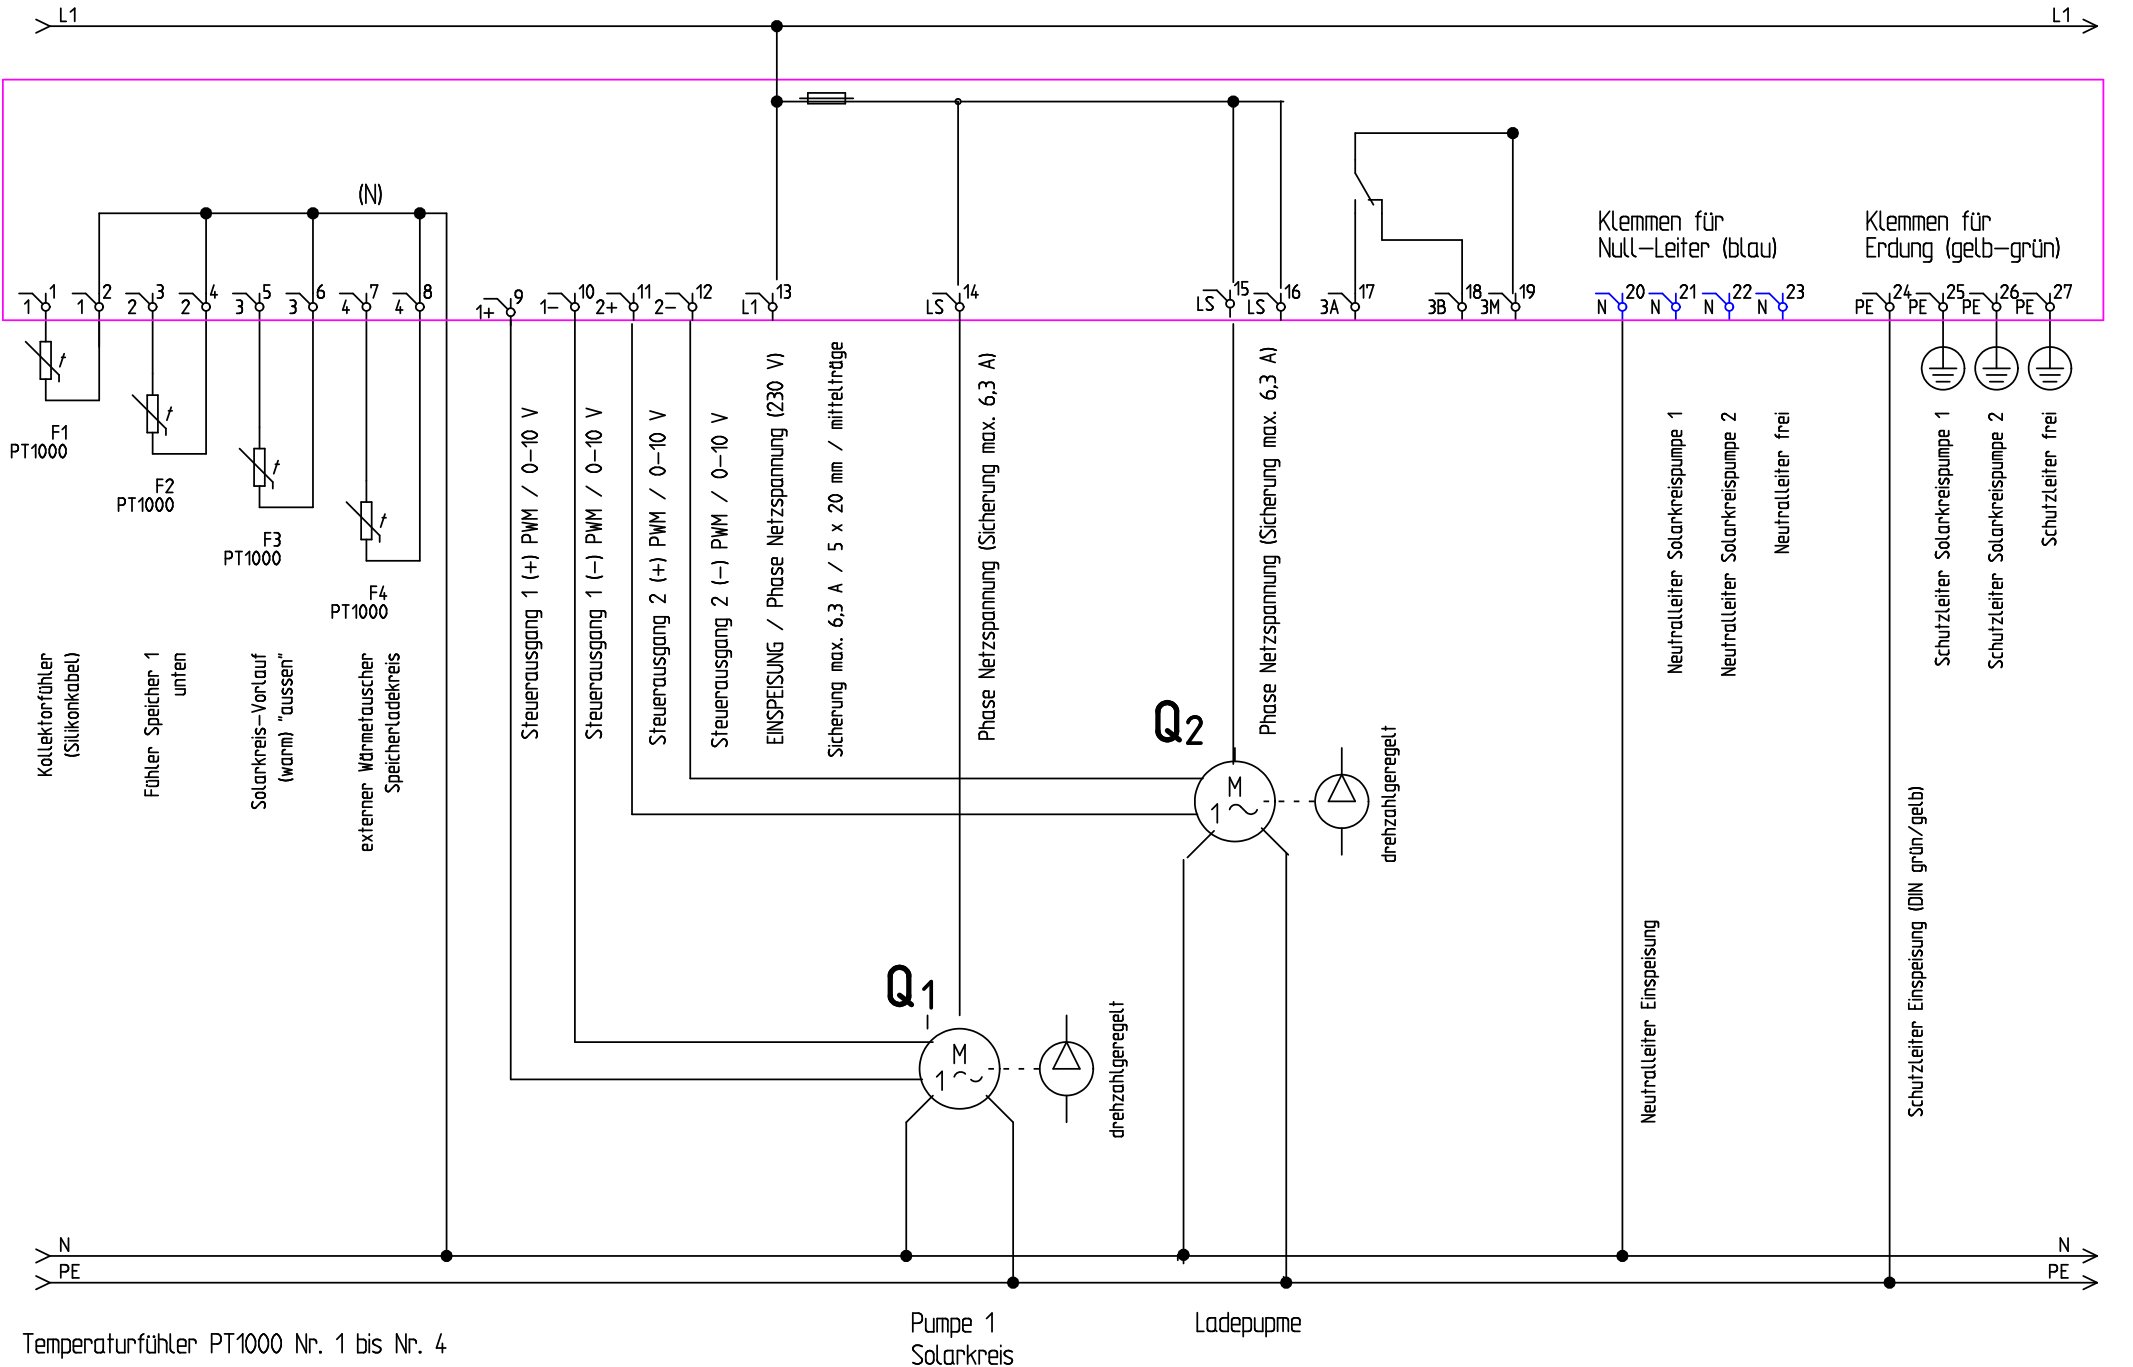 L1
L1
(N)
Klemmen für
Null-Leiter (blau)
Klemmen für
Erdung (gelb-grün)
1 1
1 2
2 3
2 4
3 5
3 6
4 7
4 8
1+ 9
1- 10
2+ 11
2- 12
L1 13
LS 14
LS 15
LS 16
3A 17
3B 18
3M 19
N 20
N 21
N 22
N 23
PE 24
PE 25
PE 26
PE 27
t
F1
PT1000
t
F2
PT1000
t
F3
PT1000
t
F4
PT1000
Kollektorfühler
(Silikonkabel)
Fühler Speicher 1
unten
Solarkreis-Vorlauf
(warm) "aussen"
externer Wärmetauscher
Speicherladekreis
Steuerausgang 1 (+) PWM / 0-10 V
Steuerausgang 1 (-) PWM / 0-10 V
Steuerausgang 2 (+) PWM / 0-10 V
Steuerausgang 2 (-) PWM / 0-10 V
EINSPEISUNG / Phase Netzspannung (230 V)
Sicherung max. 6,3 A / 5 x 20 mm / mittelträge
Phase Netzspannung (Sicherung max. 6,3 A)
Phase Netzspannung (Sicherung max. 6,3 A)
Neutralleiter Solarkreispumpe 1
Neutralleiter Solarkreispumpe 2
Neutralleiter frei
Schutzleiter Solarkreispumpe 1
Schutzleiter Solarkreispumpe 2
Schutzleiter frei
Q2
M
1~
drehzahlgeregelt
Q1
M
1~
drehzahlgeregelt
Neutralleiter Einspeisung
Schutzleiter Einspeisung (DIN grün/gelb)
N
N
PE
PE
Pumpe 1
Solarkreis
Ladepupme
Temperaturfühler PT1000 Nr. 1 bis Nr. 4